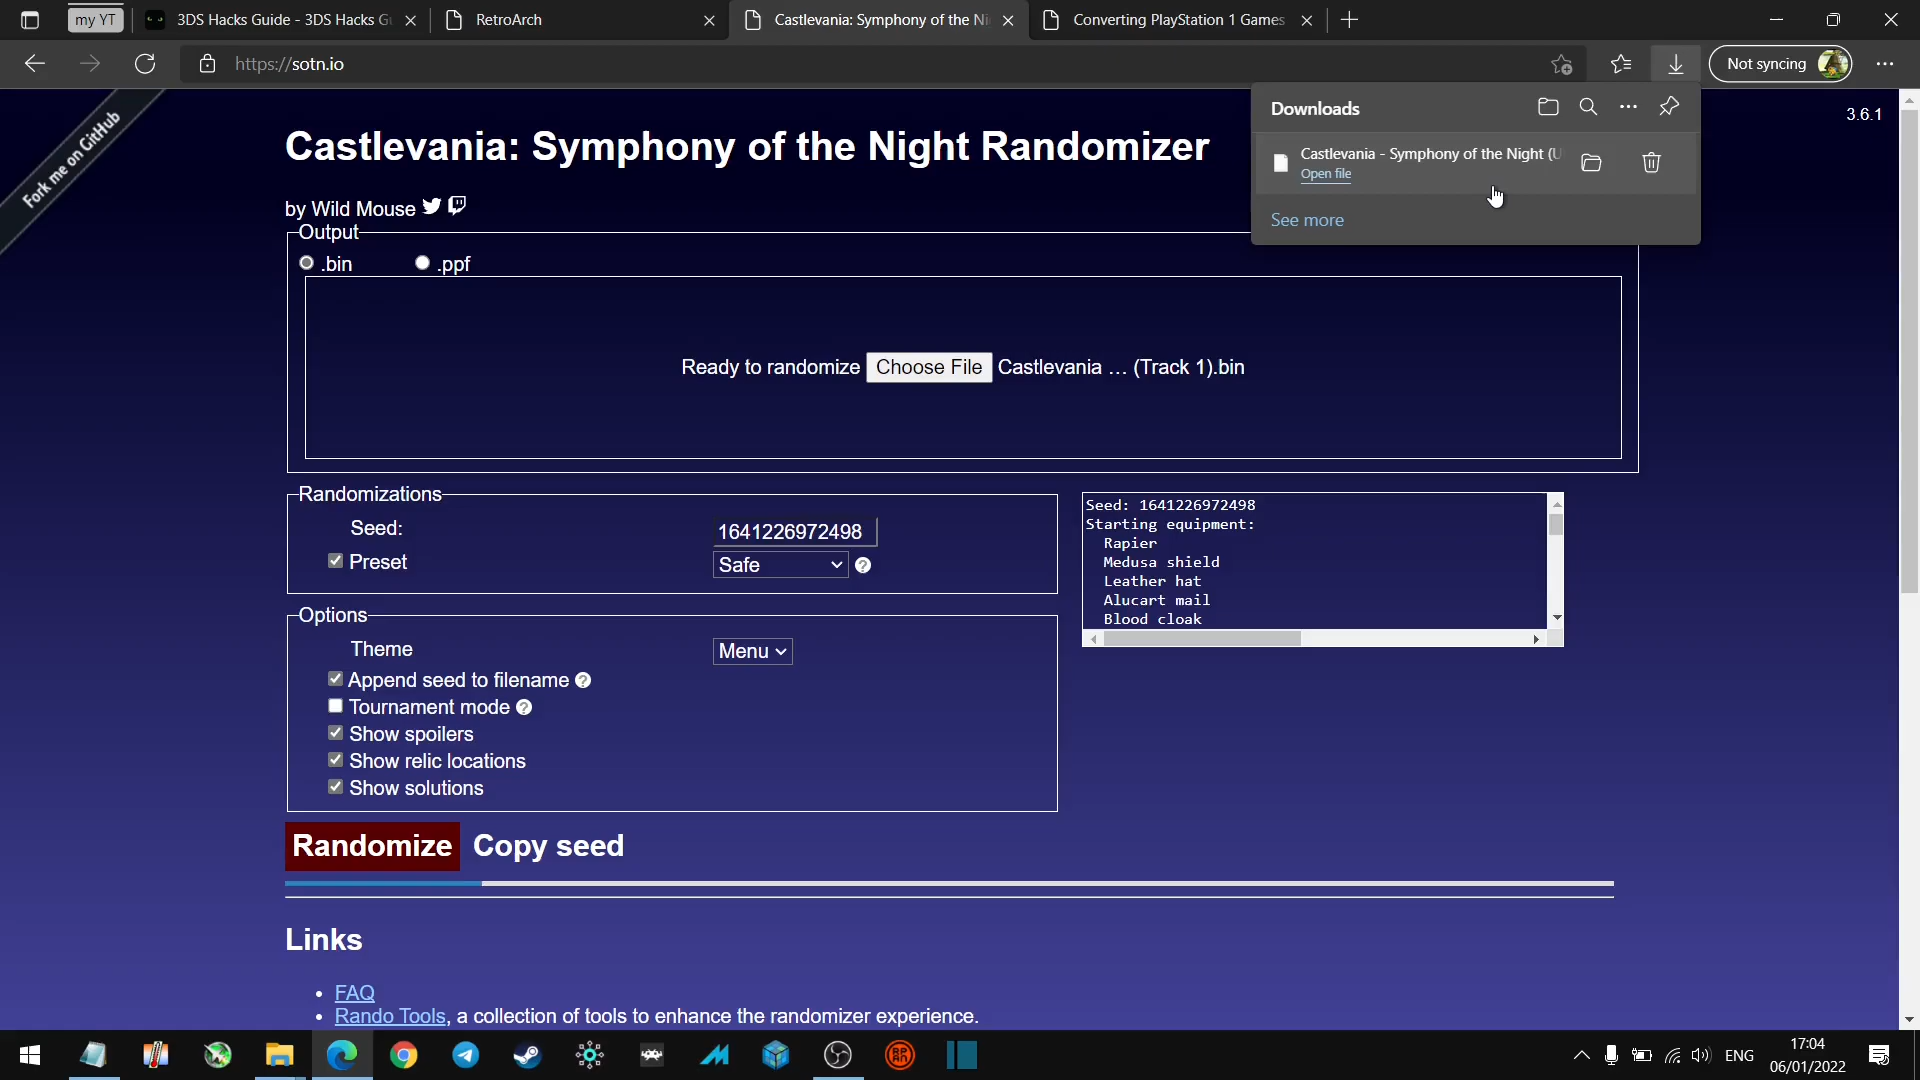 my YT
3DS Hacks Guide - 3DS Hacks G
RetroArch
Castlevania: Symphony of the Ni
Converting PlayStation 1 Games
https://sotn.io
Not syncing
Fork me on GitHub
Downloads
Castlevania - Symphony of the Night (U
Open file
See more
3.6.1
Castlevania: Symphony of the Night Randomizer
by Wild Mouse
Output
.bin
.ppf
Ready to randomize Choose File Castlevania … (Track 1).bin
Randomizations
Seed: 1641226972498
Preset Safe ?
Seed: 1641226972498
Starting equipment:
Rapier
Medusa shield
Leather hat
Alucart mail
Blood cloak
Options
Theme Menu
Append seed to filename ?
Tournament mode ?
Show spoilers
Show relic locations
Show solutions
Randomize Copy seed
Links
• FAQ
• Rando Tools, a collection of tools to enhance the randomizer experience.
ENG
17:04
06/01/2022